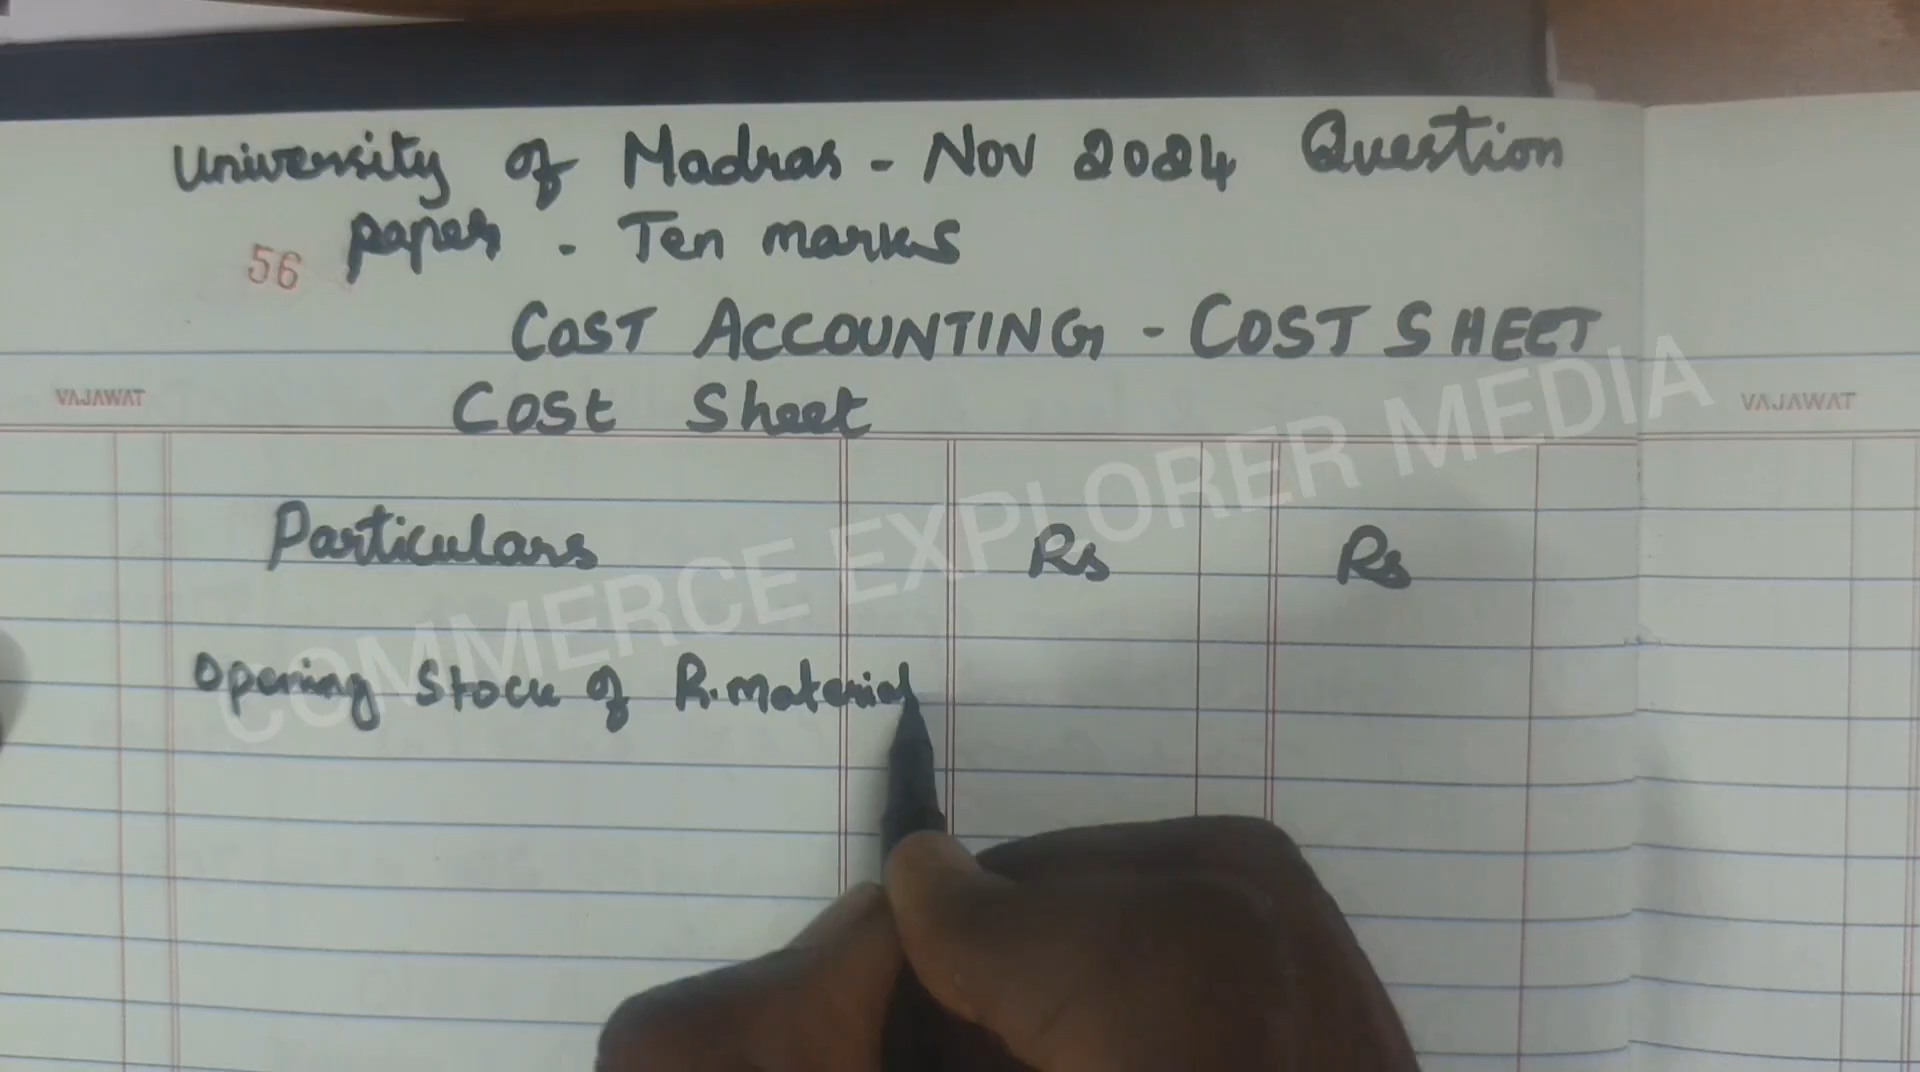 University of Madras - Nov 2024 Question
paper - Ten marks
56
COST ACCOUNTING - COST SHEET
VAJAWAT
Cost Sheet
VAJAWAT
COMMERCE EXPLORER MEDIA
Particulars Rs Rs
Opening Stock of R.material